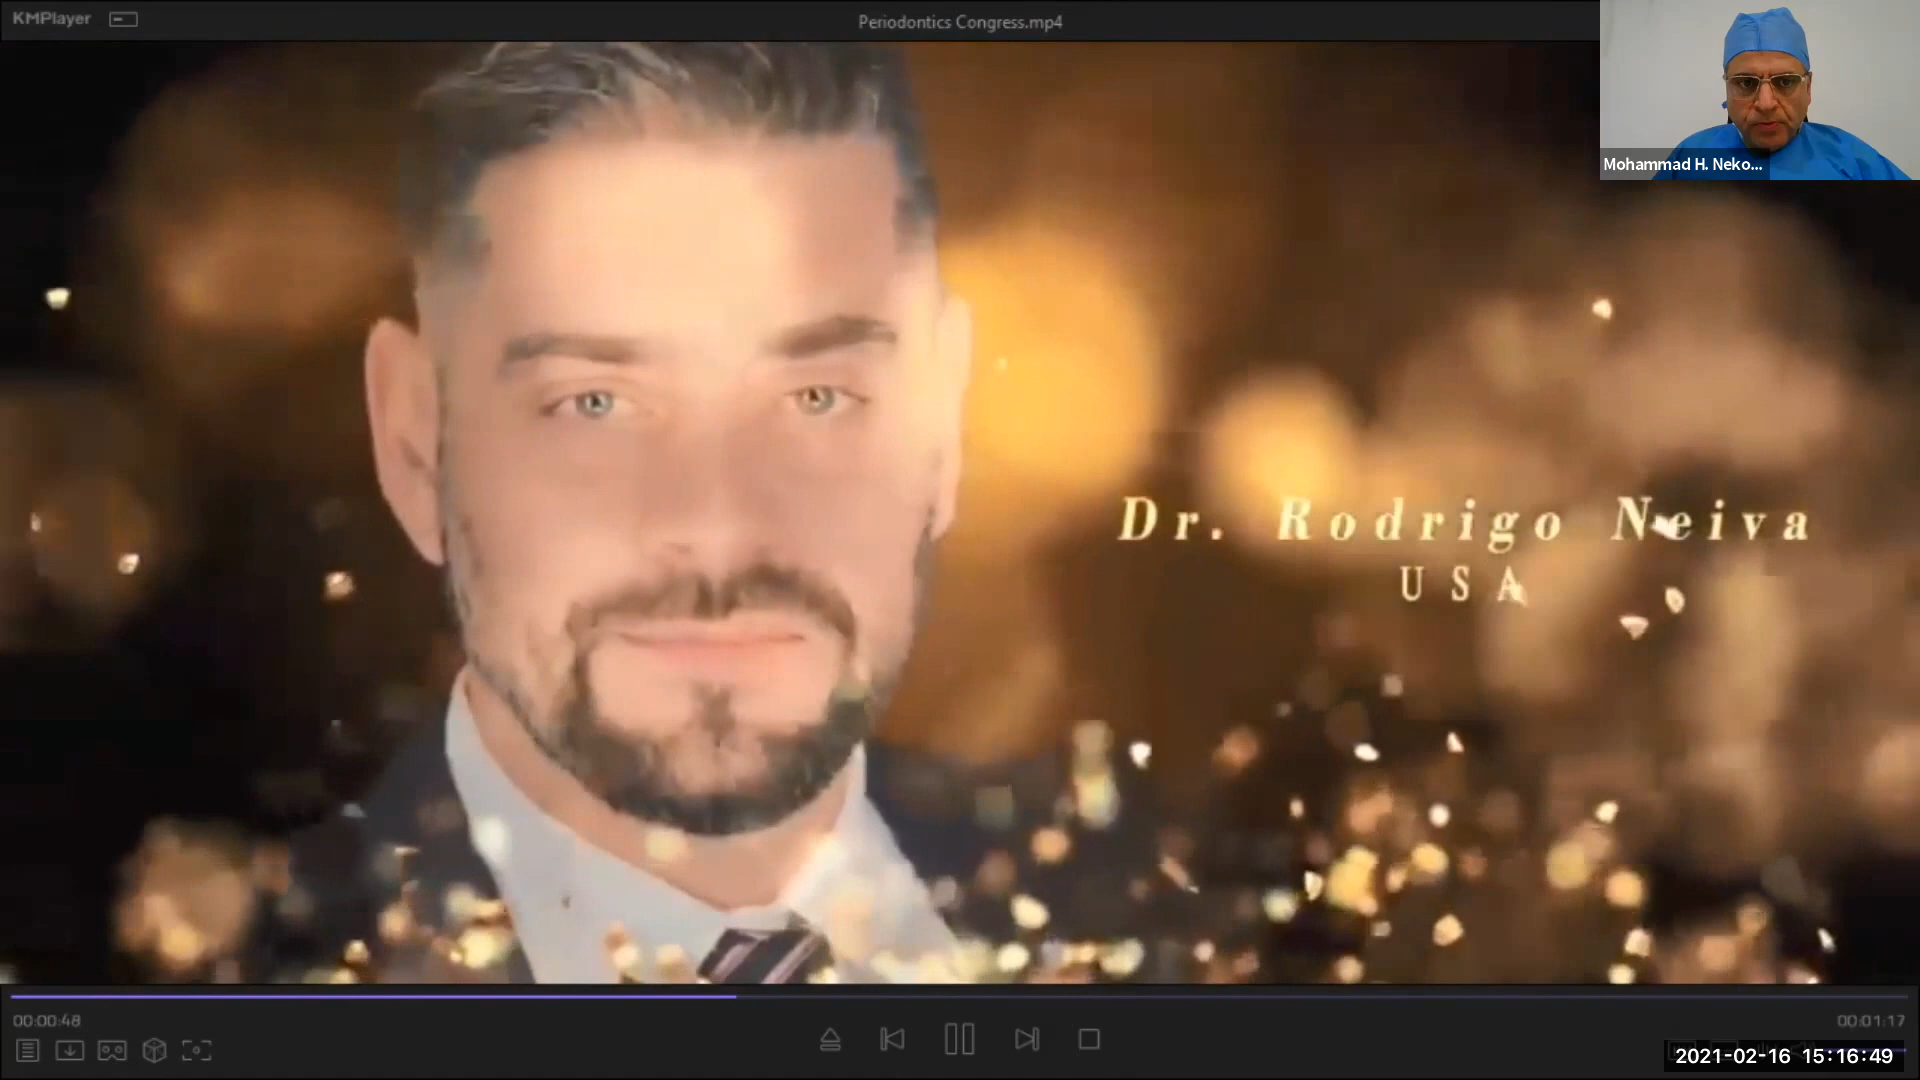 KMPlayer
Periodontics Congress.mp4
Mohammad H. Neko...
Dr. Rodrigo Neiva
USA
00:00:48
00:01:17
2021-02-16 15:16:49